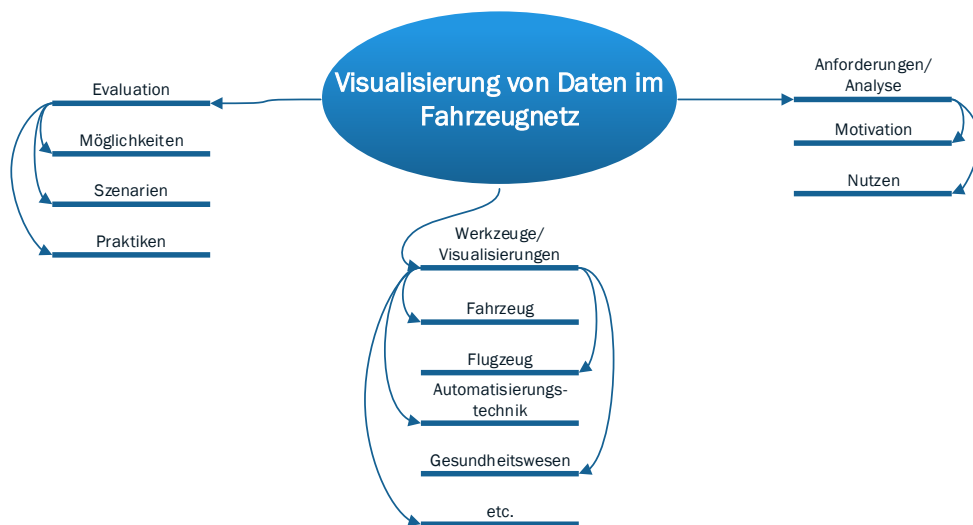 Visualisierung von Daten im
Fahrzeugnetz
Evaluation
Möglichkeiten
Szenarien
Praktiken
Werkzeuge/
Visualisierungen
Fahrzeug
Flugzeug
Automatisierungs-
technik
Gesundheitswesen
etc.
Anforderungen/
Analyse
Motivation
Nutzen